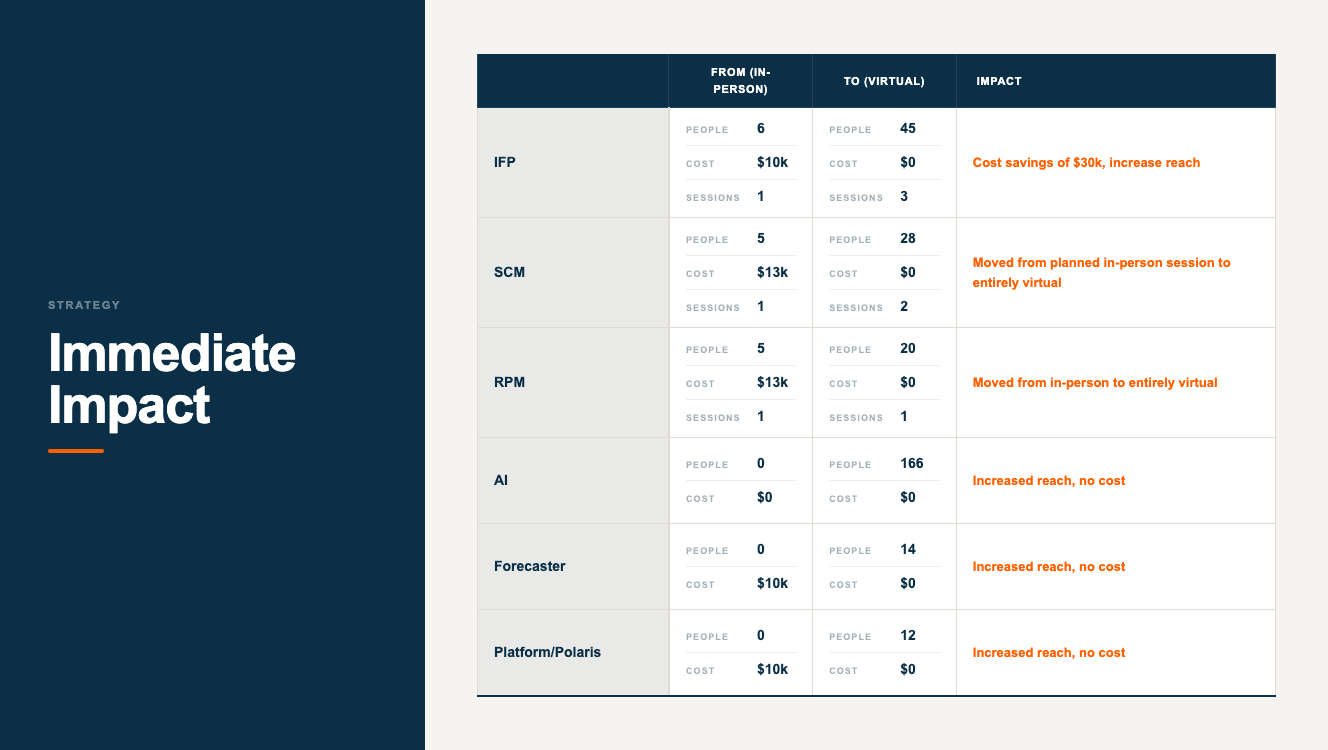 STRATEGY
Immediate
Impact
FROM (IN-
PERSON)
TO (VIRTUAL)
IMPACT
IFP
PEOPLE 6
COST $10k
SESSIONS 1
PEOPLE 45
COST $0
SESSIONS 3
Cost savings of $30k, increase reach
SCM
PEOPLE 5
COST $13k
SESSIONS 1
PEOPLE 28
COST $0
SESSIONS 2
Moved from planned in-person session to
entirely virtual
RPM
PEOPLE 5
COST $13k
SESSIONS 1
PEOPLE 20
COST $0
SESSIONS 1
Moved from in-person to entirely virtual
AI
PEOPLE 0
COST $0
PEOPLE 166
COST $0
Increased reach, no cost
Forecaster
PEOPLE 0
COST $10k
PEOPLE 14
COST $0
Increased reach, no cost
Platform/Polaris
PEOPLE 0
COST $10k
PEOPLE 12
COST $0
Increased reach, no cost